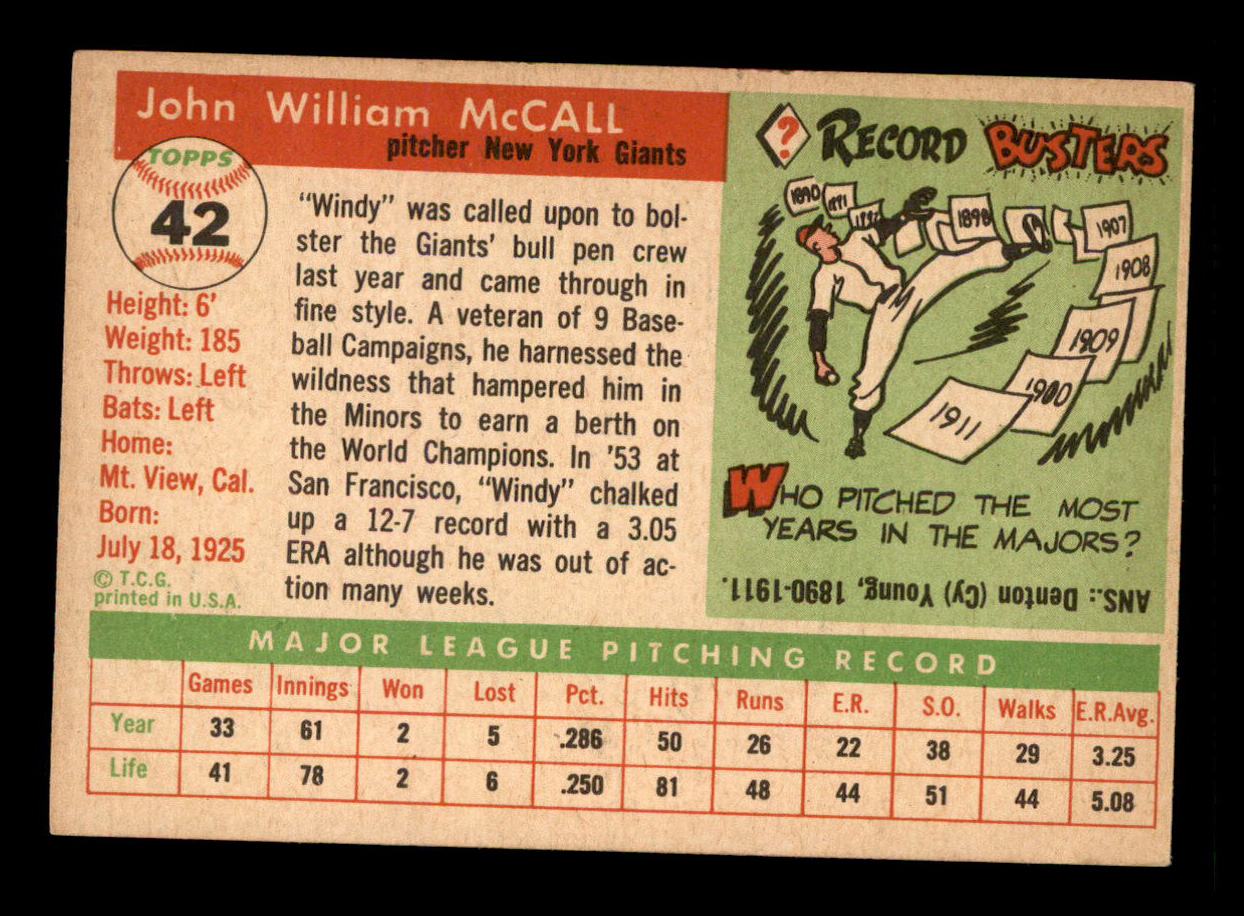 John William McCALL
pitcher New York Giants
TOPPS
42
Height: 6'
Weight: 185
Throws: Left
Bats: Left
Home:
Mt. View, Cal.
Born:
July 18, 1925
© T.C.G.
printed in U.S.A.
"Windy" was called upon to bol-
ster the Giants' bull pen crew
last year and came through in
fine style. A veteran of 9 Base-
ball Campaigns, he harnessed the
wildness that hampered him in
the Minors to earn a berth on
the World Champions. In '53 at
San Francisco, "Windy" chalked
up a 12-7 record with a 3.05
ERA although he was out of ac-
tion many weeks.
? RECORD BUSTERS
1890
1891
1898
1907
1908
1909
1900
1911
WHO PITCHED THE MOST
YEARS IN THE MAJORS?
ANS.: Denton (Cy) Young, 1890-1911.
MAJOR LEAGUE PITCHING RECORD
Games Innings Won Lost Pct. Hits Runs E.R. S.O. Walks E.R.Avg.
Year 33 61 2 5 .286 50 26 22 38 29 3.25
Life 41 78 2 6 .250 81 48 44 51 44 5.08